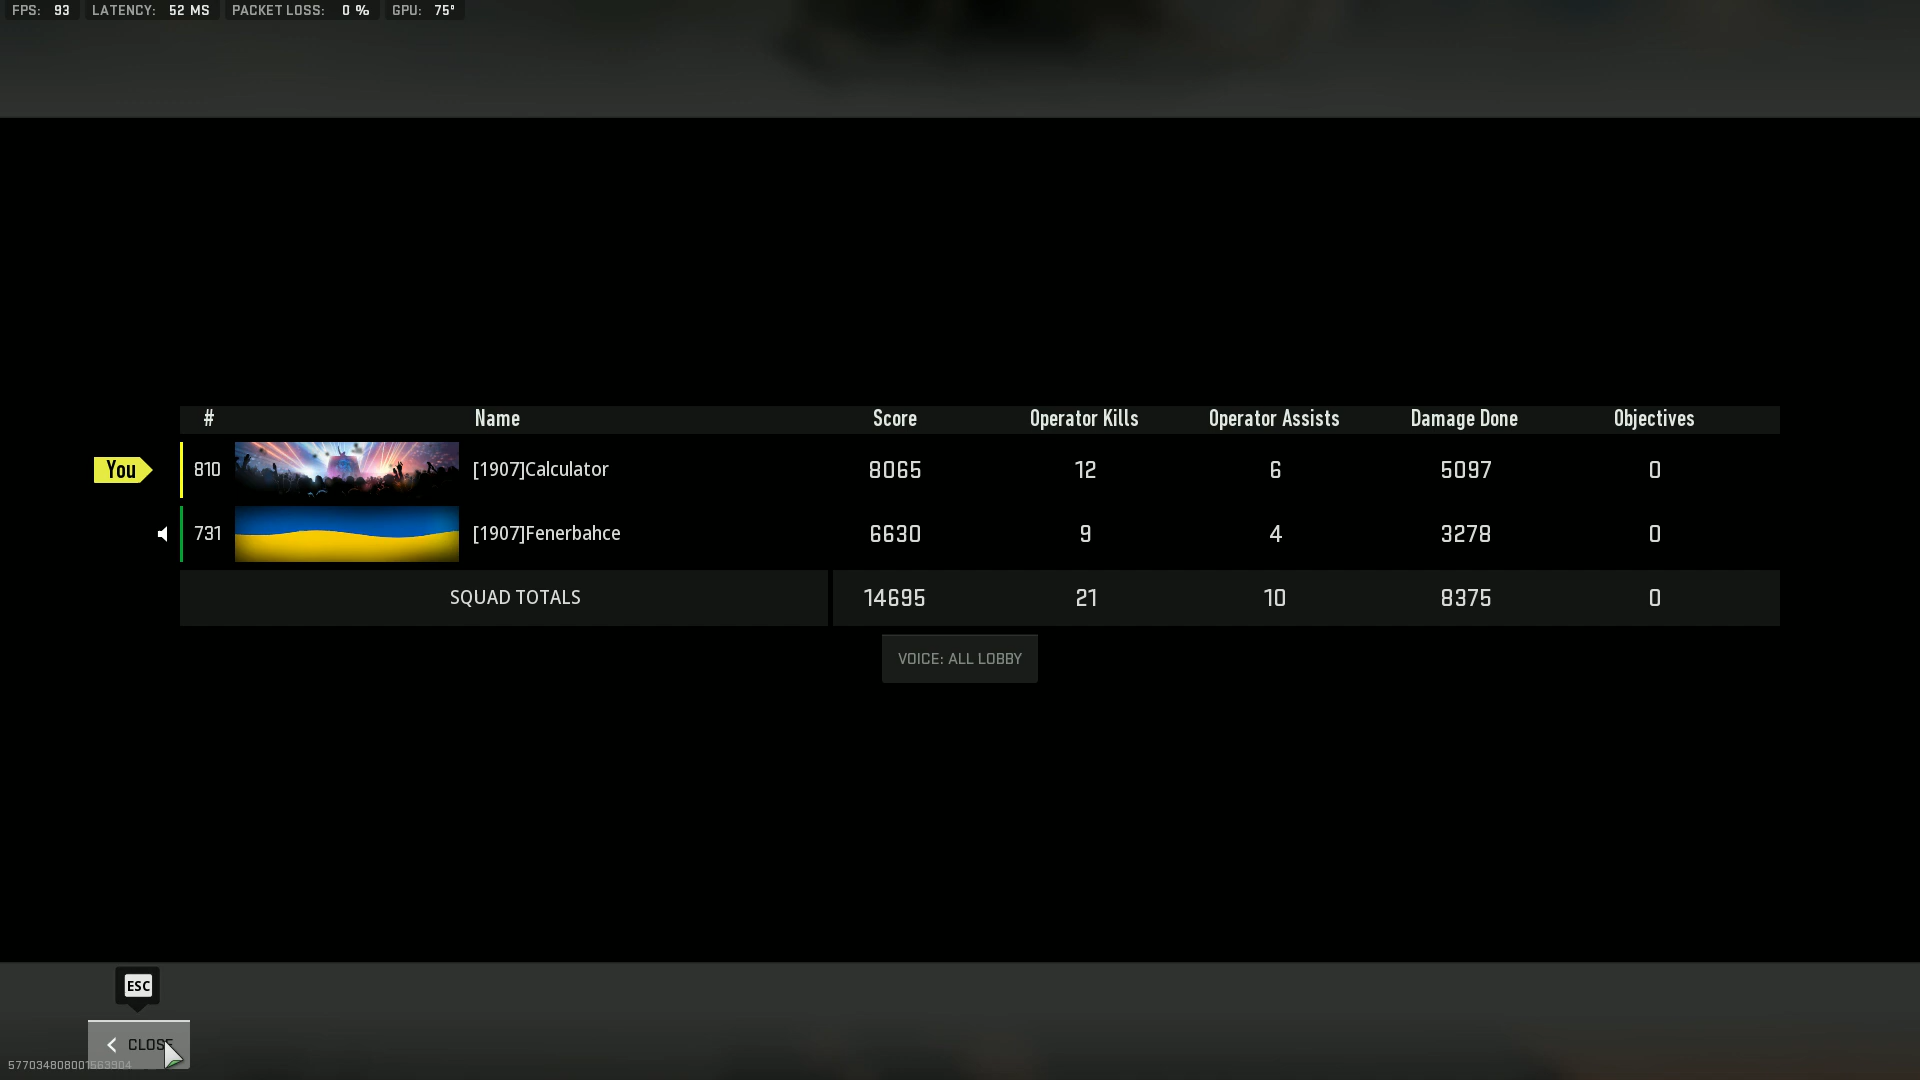 FPS: 93 LATENCY: 52 MS PACKET LOSS: 0 % GPU: 75°
# Name Score Operator Kills Operator Assists Damage Done Objectives
You 810 [1907]Calculator 8065 12 6 5097 0
731 [1907]Fenerbahce 6630 9 4 3278 0
SQUAD TOTALS 14695 21 10 8375 0
VOICE: ALL LOBBY
ESC
CLOSE
577034808001563904